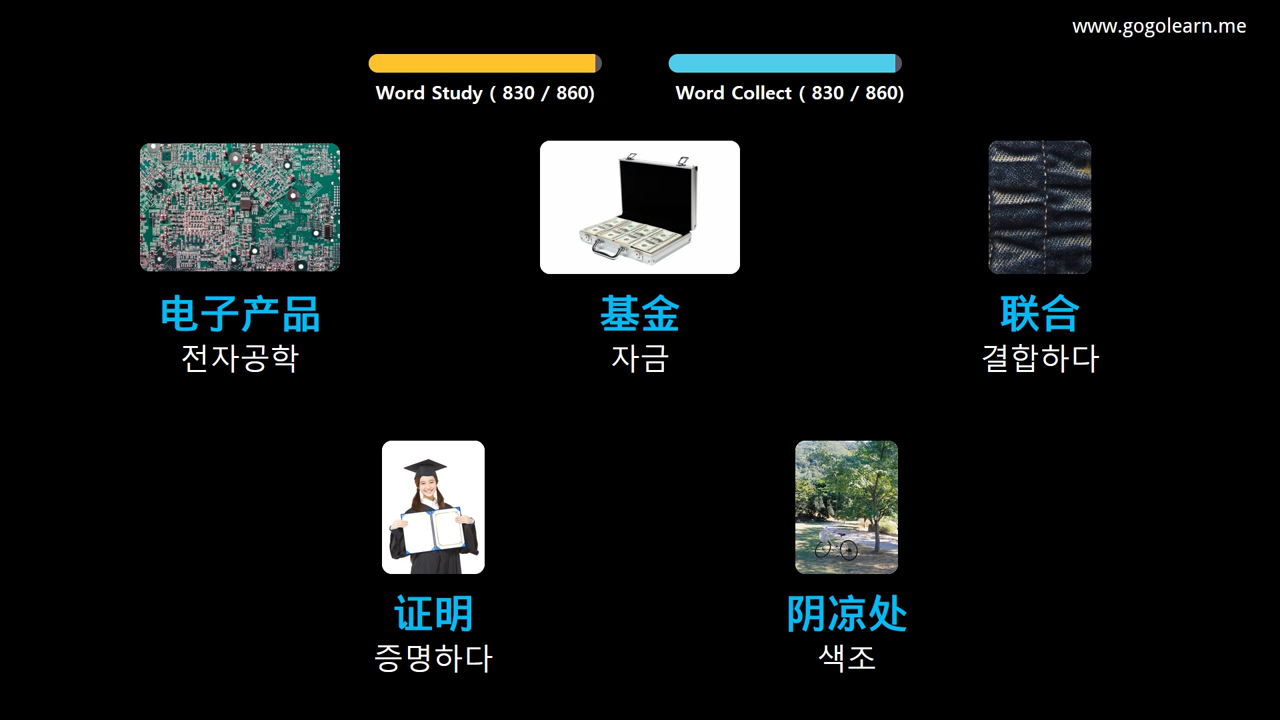 www.gogolearn.me
Word Study ( 830 / 860)
Word Collect ( 830 / 860)
电子产品
전자공학
基金
자금
联合
결합하다
证明
증명하다
阴凉处
색조